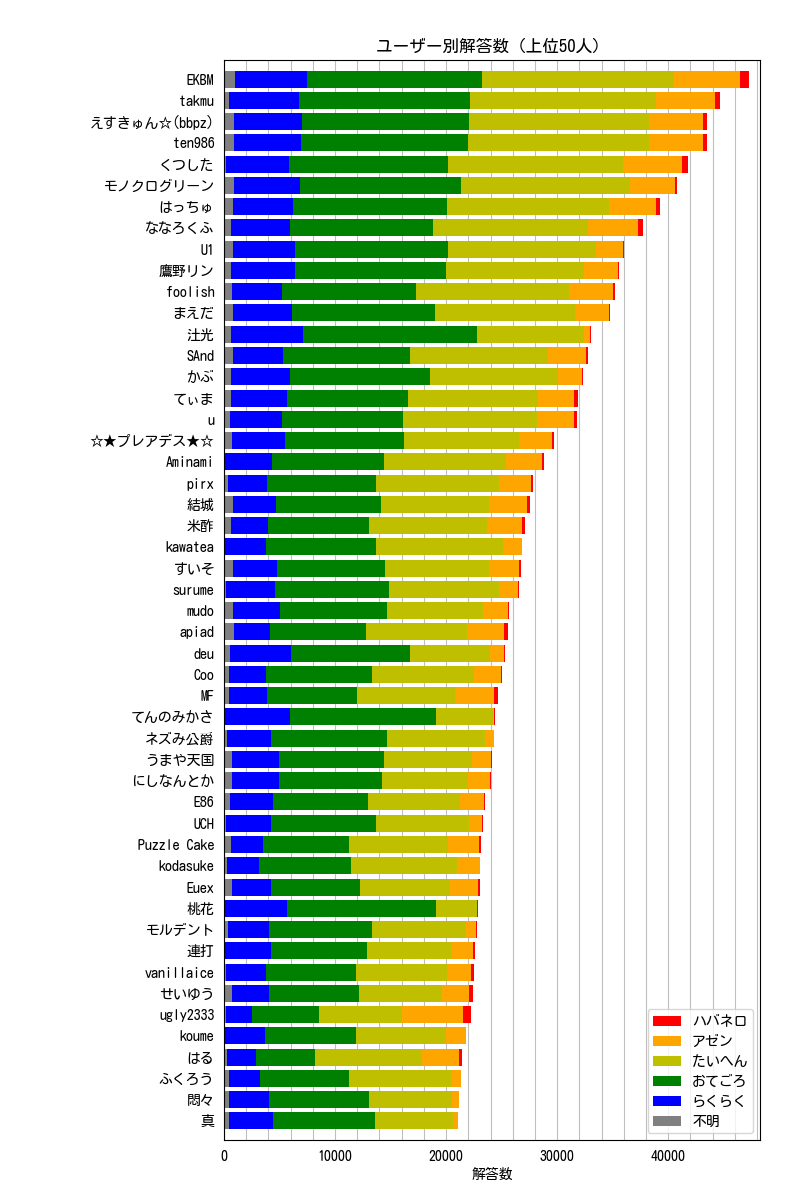 ユーザー別解答数 (上位50人)
EKBM
takmu
えすきゅん☆(bbpz)
ten986
くつした
モノクログリーン
はっちゅ
ななろくふ
U1
鷹野リン
foolish
まえだ
汢光
SAnd
かぶ
てぃま
u
☆★プレアデス★☆
Aminami
pirx
結城
米酢
kawatea
すいそ
surume
mudo
apiad
deu
Coo
MF
てんのみかさ
ネズみ公爵
うまや天国
にしなんとか
E86
UCH
Puzzle Cake
kodasuke
Euex
桃花
モルデント
連打
vanillaice
せいゆう
ugly2333
koume
はる
ふくろう
悶々
真
ハバネロ
アゼン
たいへん
おてごろ
らくらく
不明
0 10000 20000 30000 40000
解答数